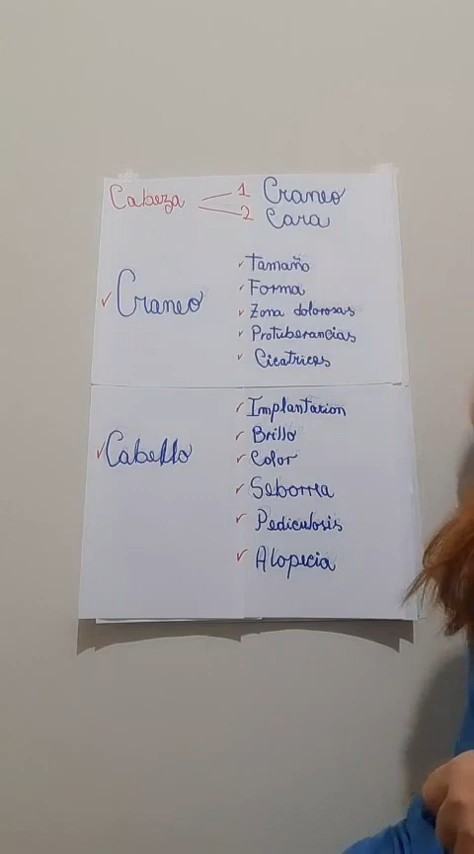 Cabeza
1 Craneo
2 Cara
Craneo
Tamaño
Forma
Zona dolorosas
Protuberancias
Cicatrices
Cabello
Implantacion
Brillo
Color
Seborrea
Pediculosis
Alopecia